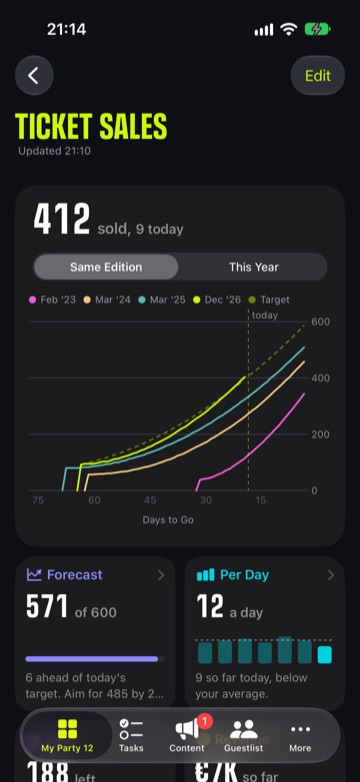 21:14
Edit
TICKET SALES
Updated 21:10
412 sold, 9 today
Same Edition This Year
Feb '23 Mar '24 Mar '25 Dec '26 Target
today
600
400
200
0
75 60 45 30 15
Days to Go
Forecast
571 of 600
6 ahead of today's
target. Aim for 485 by 2...
Per Day
12 a day
9 so far today, below
your average.
1
My Party 12 Tasks Content Guestlist More
188 left
€7K so far